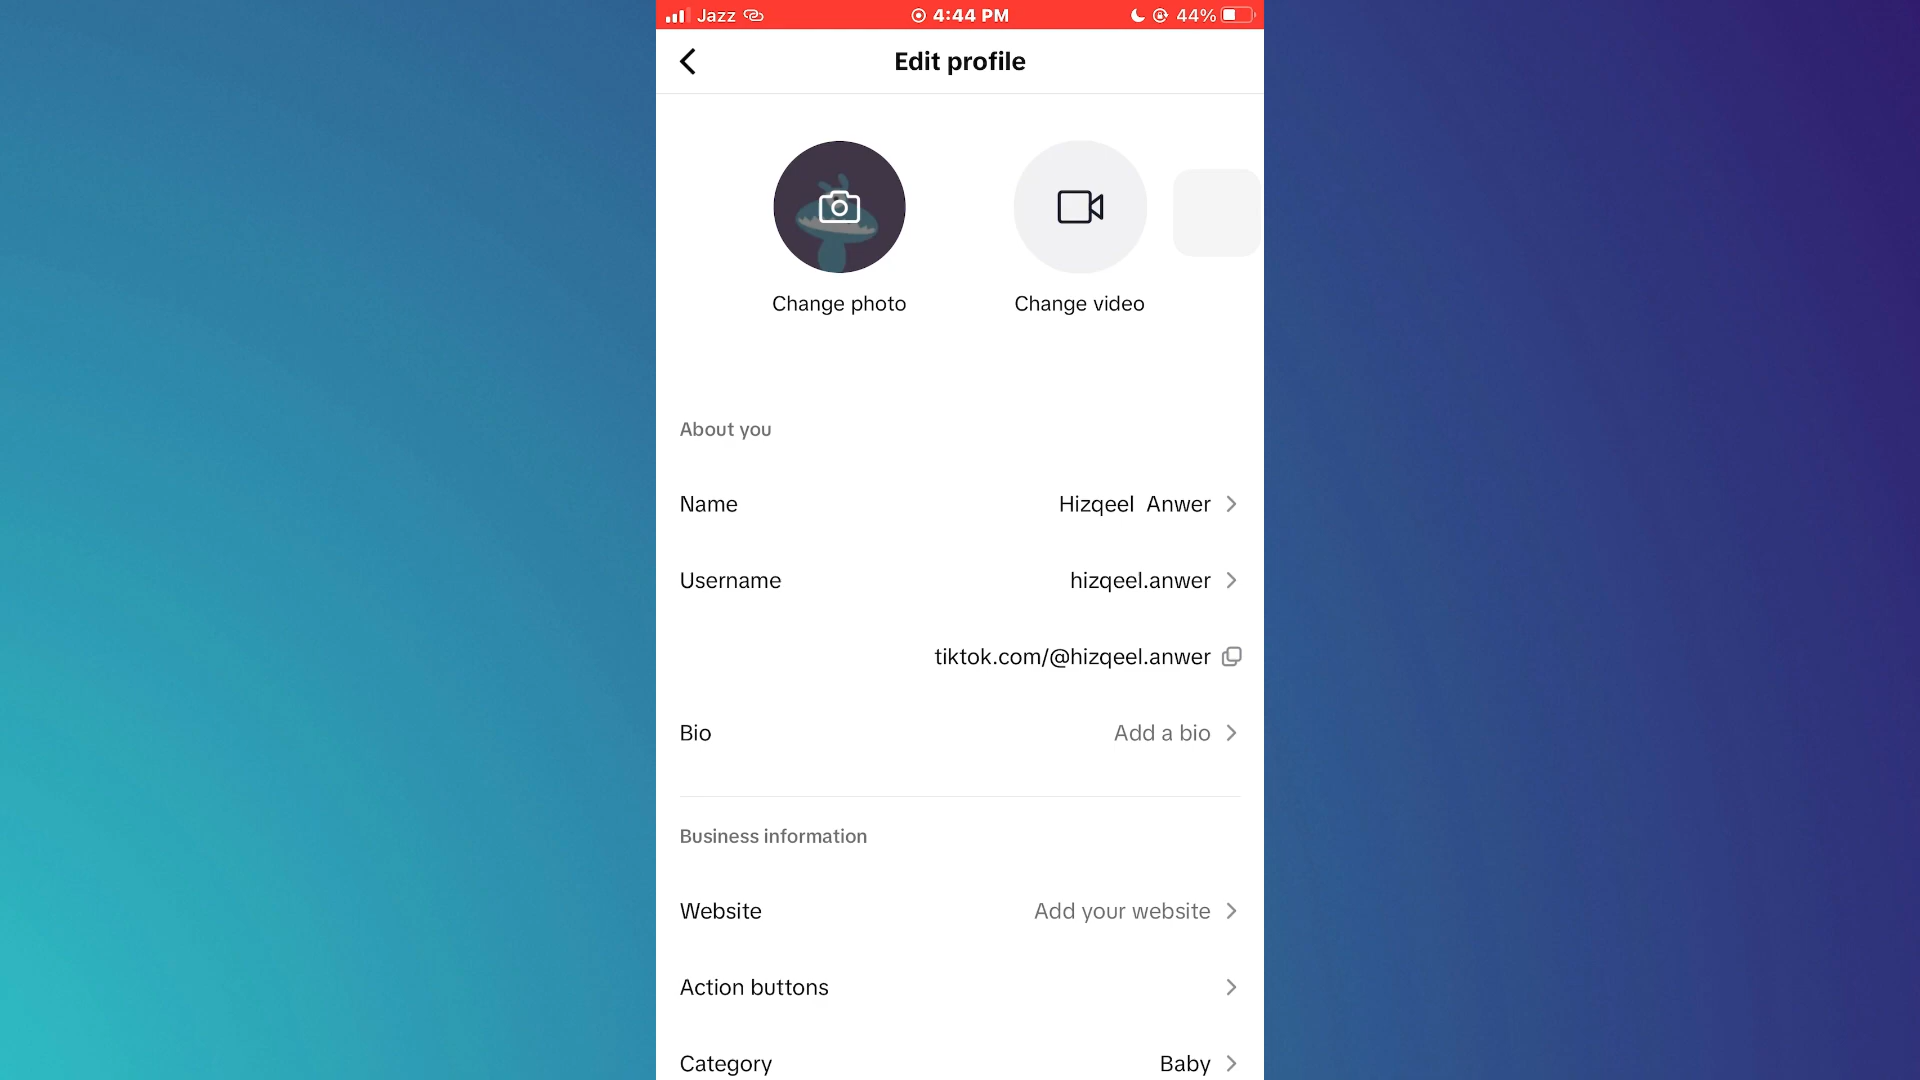 Jazz 4:44 PM 44%
Edit profile
Change photo Change video
About you
Name Hizqeel Anwer
Username hizqeel.anwer
tiktok.com/@hizqeel.anwer
Bio Add a bio
Business information
Website Add your website
Action buttons
Category Baby